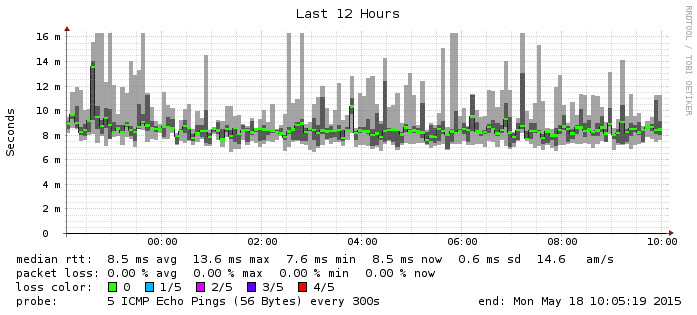 Last 12 Hours
RRDTOOL / TOBI OETIKER
Seconds
16 m
14 m
12 m
10 m
8 m
6 m
4 m
2 m
0
00:00 02:00 04:00 06:00 08:00 10:00
median rtt: 8.5 ms avg 13.6 ms max 7.6 ms min 8.5 ms now 0.6 ms sd 14.6 am/s
packet loss: 0.00 % avg 0.00 % max 0.00 % min 0.00 % now
loss color: 0 1/5 2/5 3/5 4/5
probe: 5 ICMP Echo Pings (56 Bytes) every 300s end: Mon May 18 10:05:19 2015